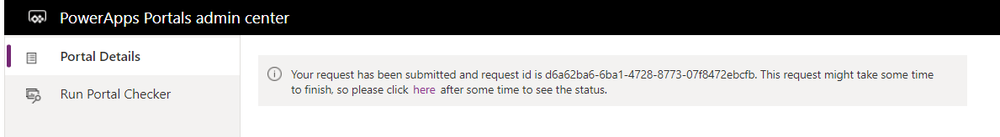 PowerApps Portals admin center
Portal Details
Run Portal Checker
Your request has been submitted and request id is d6a62ba6-6ba1-4728-8773-07f8472ebcfb. This request might take some time
to finish, so please click here after some time to see the status.